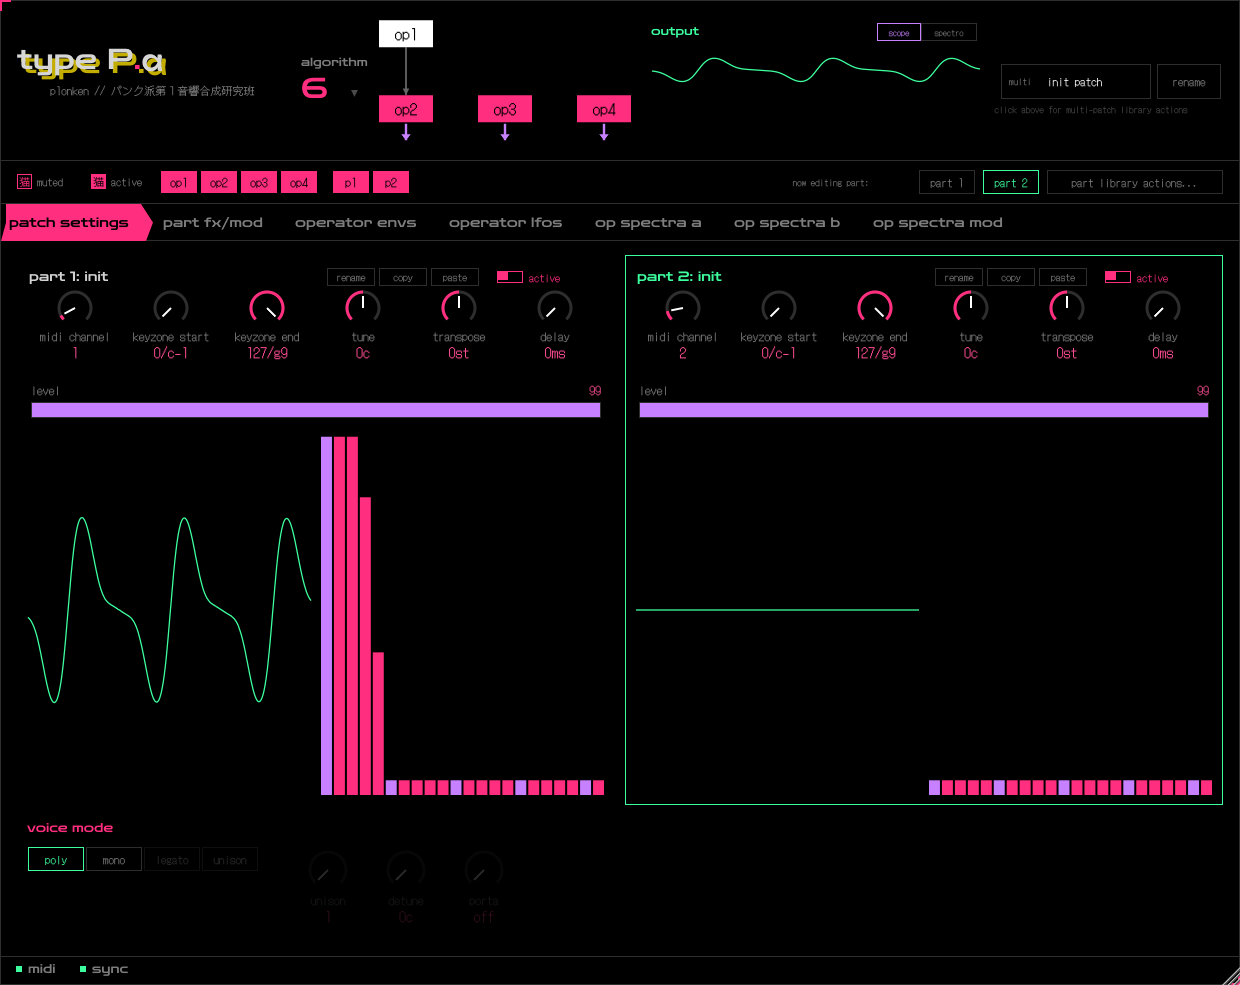 type P.a
plonken // パンク派第1音響合成研究班
algorithm
6
op1
op2
op3
op4
output
scope
spectro
multi
init patch
rename
click above for multi-patch library actions
猫 muted
猫 active
op1
op2
op3
op4
p1
p2
now editing part:
part 1
part 2
part library actions...
patch settings
part fx/mod
operator envs
operator lfos
op spectra a
op spectra b
op spectra mod
part 1: init
rename
copy
paste
active
midi channel
1
keyzone start
0/c-1
keyzone end
127/g9
tune
0c
transpose
0st
delay
0ms
level
99
part 2: init
rename
copy
paste
active
midi channel
2
keyzone start
0/c-1
keyzone end
127/g9
tune
0c
transpose
0st
delay
0ms
level
99
voice mode
poly
mono
legato
unison
unison
1
detune
0c
porta
off
midi
sync